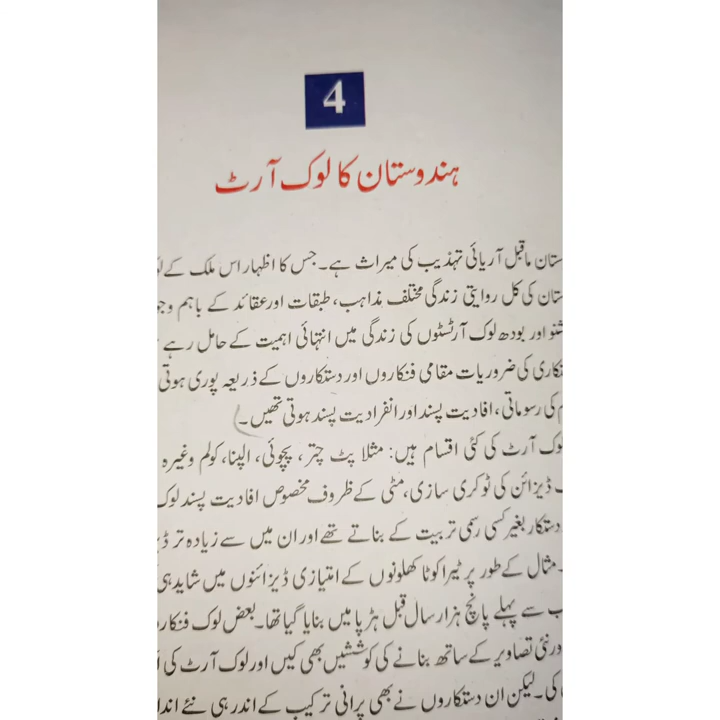 4
ہندوستان کا لوک آرٹ
ماقبل آریائی تہذیب کی میراث ہے۔ جس کا اظہار اس ملک کے
کی کل روایتی زندگی مختلف مذاہب، طبقات اور عقائد کے باہم
اور بودھ لوک آرٹسٹوں کی زندگی میں انتہائی اہمیت کے حامل رہے
کی ضروریات مقامی فنکاروں اور دستکاروں کے ذریعہ پوری ہوتی
کی رسوماتی، افادیت پسند اور انفرادیت پسند ہوتی تھیں۔
آرٹ کی کئی اقسام ہیں: مثلا پٹ چتر، پچوائی، الپنا، کولم وغیرہ
ڈیزائن کی ٹوکری سازی، مٹی کے ظروف مخصوص افادیت پسند لوک
دستکار بغیر کسی رسمی تربیت کے بناتے تھے اور ان میں سے زیادہ تر
۔ مثال کے طور پر ٹیراکوٹا کھلونوں کے امتیازی ڈیزائنوں میں شاید ہی
سے پہلے پانچ ہزار سال قبل ہڑپا میں بنایا گیا تھا۔ بعض لوک
تصاویر کے ساتھ بنانے کی کوششیں بھی کیں اور لوک آرٹ کی
کی۔ لیکن ان دستکاروں نے بھی پرانی ترکیب کے اندر ہی نئے